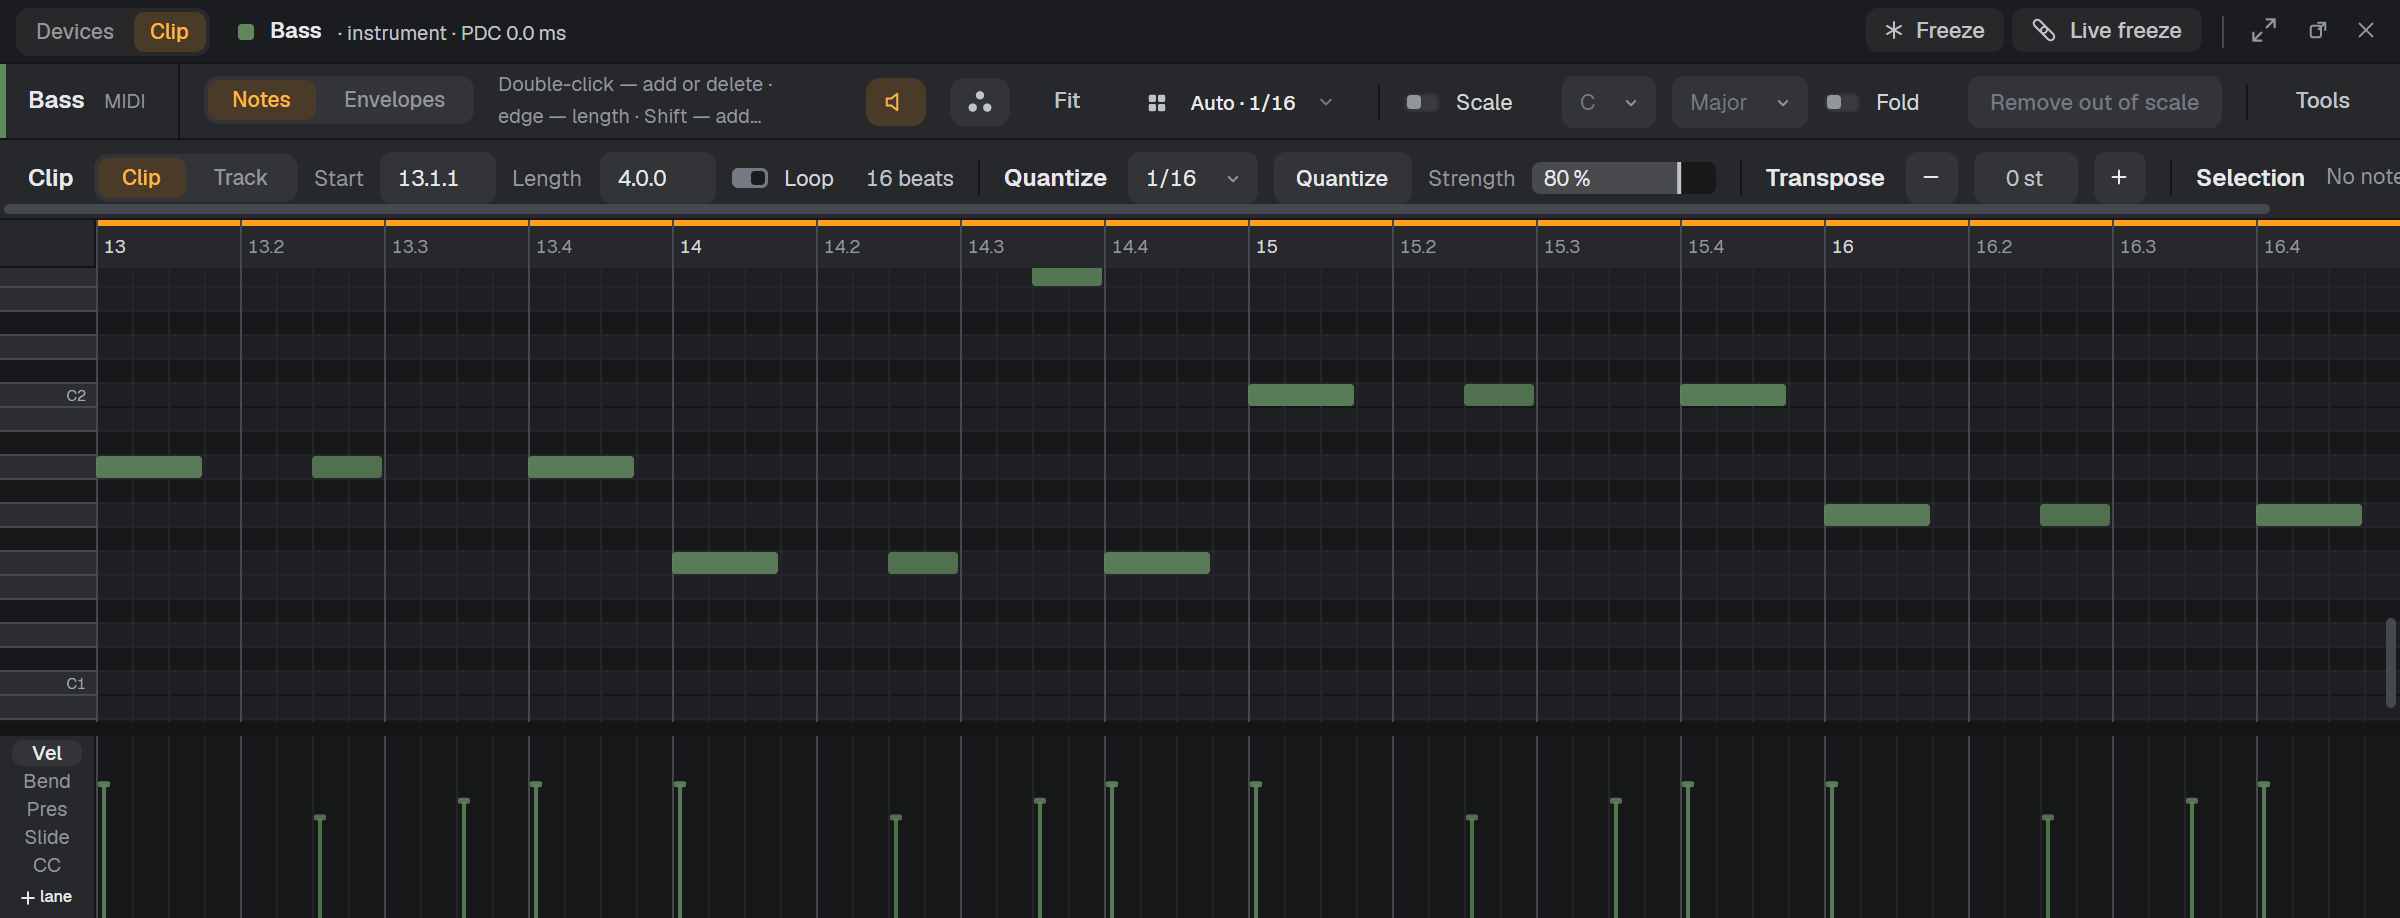 Devices Clip Bass · instrument · PDC 0.0 ms Freeze Live freeze
Bass MIDI Notes Envelopes Double-click — add or delete ·
edge — length · Shift — add... Fit Auto · 1/16 Scale C Major Fold Remove out of scale Tools
Clip Clip Track Start 13.1.1 Length 4.0.0 Loop 16 beats Quantize 1/16 Quantize Strength 80 % Transpose − 0 st + Selection No note
13 13.2 13.3 13.4 14 14.2 14.3 14.4 15 15.2 15.3 15.4 16 16.2 16.3 16.4
C2
C1
Vel
Bend
Pres
Slide
CC
+ lane